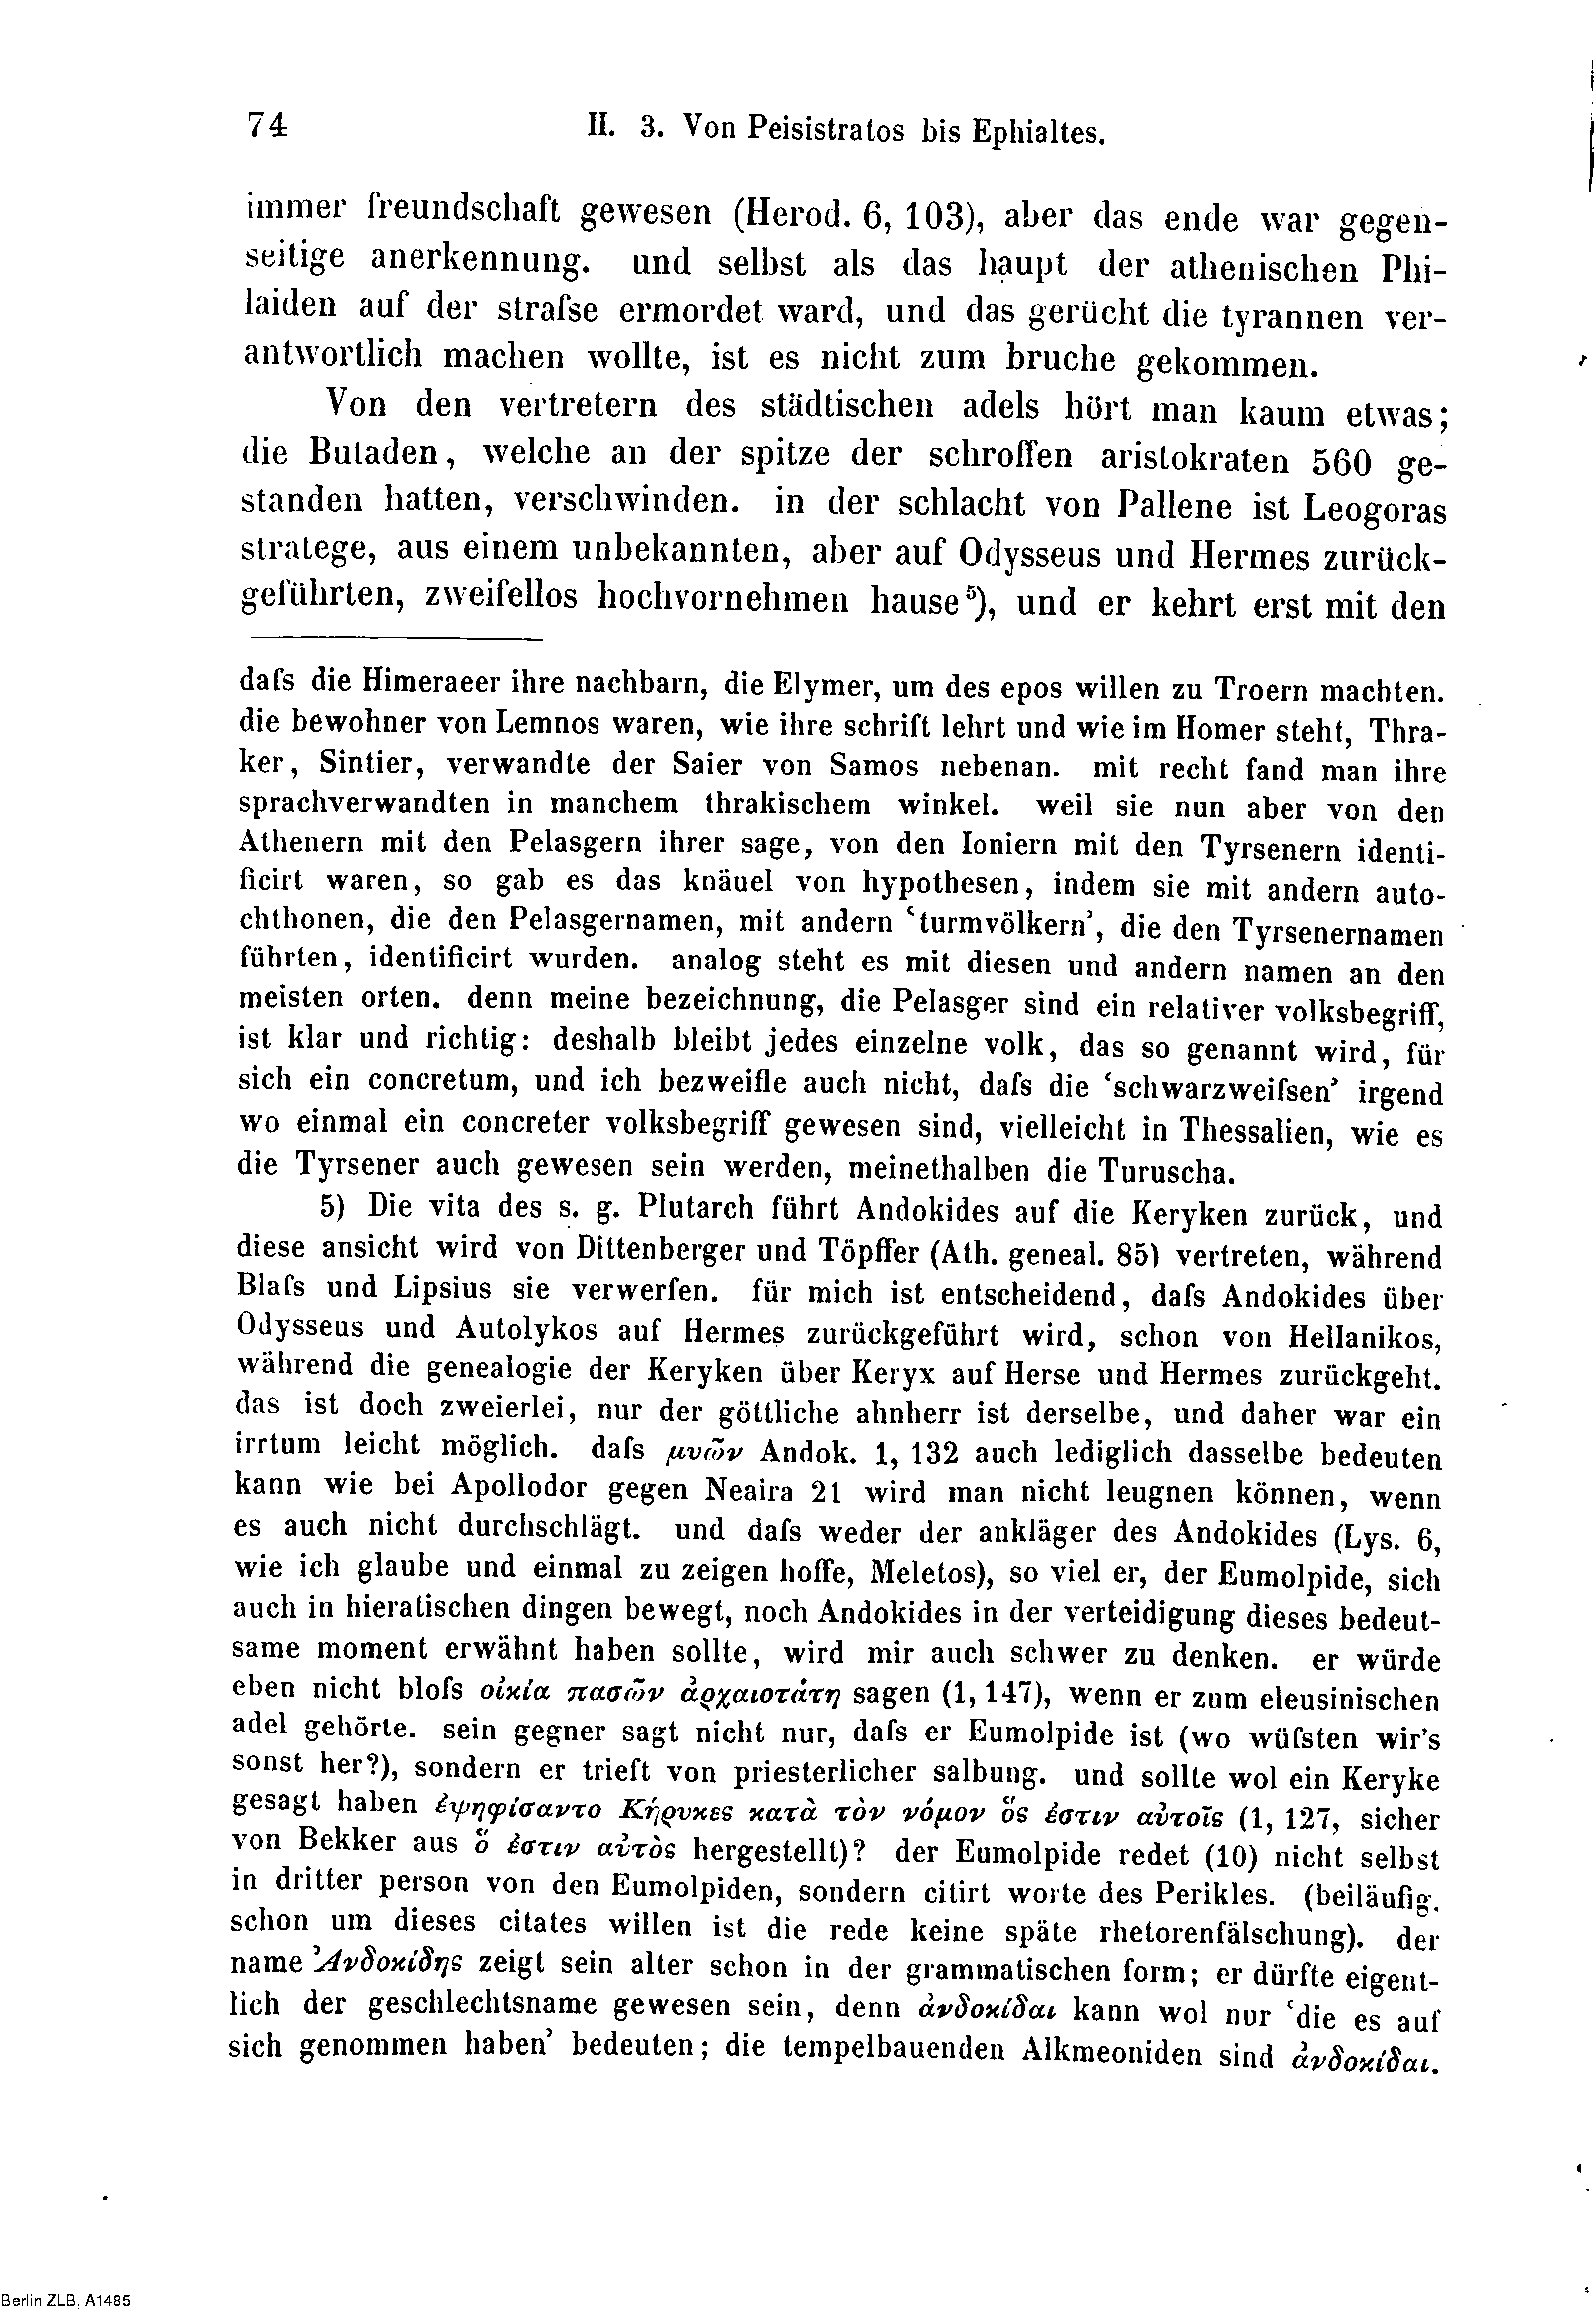 74 II. 3. Von Peisistratos bis Ephialtes.
immer freundschaft gewesen (Herod. 6, 103), aber das ende war gegen-
seitige anerkennung. und selbst als das haupt der athenischen Phi-
laiden auf der strafse ermordet ward, und das gerücht die tyrannen ver-
antwortlich machen wollte, ist es nicht zum bruche gekommen.
Von den vertretern des städtischen adels hört man kaum etwas;
die Butaden, welche an der spitze der schroffen aristokraten 560 ge-
standen hatten, verschwinden. in der schlacht von Pallene ist Leogoras
stratege, aus einem unbekannten, aber auf Odysseus und Hermes zurück-
geführten, zweifellos hochvornehmen hause⁵), und er kehrt erst mit den
dafs die Himeraeer ihre nachbarn, die Elymer, um des epos willen zu Troern machten.
die bewohner von Lemnos waren, wie ihre schrift lehrt und wie im Homer steht, Thra-
ker, Sintier, verwandte der Saier von Samos nebenan. mit recht fand man ihre
sprachverwandten in manchem thrakischem winkel. weil sie nun aber von den
Athenern mit den Pelasgern ihrer sage, von den Ioniern mit den Tyrsenern identi-
ficirt waren, so gab es das knäuel von hypothesen, indem sie mit andern auto-
chthonen, die den Pelasgernamen, mit andern ‘turmvölkern’, die den Tyrsenernamen
führten, identificirt wurden. analog steht es mit diesen und andern namen an den
meisten orten. denn meine bezeichnung, die Pelasger sind ein relativer volksbegriff,
ist klar und richtig: deshalb bleibt jedes einzelne volk, das so genannt wird, für
sich ein concretum, und ich bezweifle auch nicht, dafs die ‘schwarzweifsen’ irgend
wo einmal ein concreter volksbegriff gewesen sind, vielleicht in Thessalien, wie es
die Tyrsener auch gewesen sein werden, meinethalben die Turuscha.
5) Die vita des s. g. Plutarch führt Andokides auf die Keryken zurück, und
diese ansicht wird von Dittenberger und Töpffer (Ath. geneal. 85) vertreten, während
Blafs und Lipsius sie verwerfen. für mich ist entscheidend, dafs Andokides über
Odysseus und Autolykos auf Hermes zurückgeführt wird, schon von Hellanikos,
während die genealogie der Keryken über Keryx auf Herse und Hermes zurückgeht.
das ist doch zweierlei, nur der göttliche ahnherr ist derselbe, und daher war ein
irrtum leicht möglich. dafs μυῶν Andok. 1, 132 auch lediglich dasselbe bedeuten
kann wie bei Apollodor gegen Neaira 21 wird man nicht leugnen können, wenn
es auch nicht durchschlägt. und dafs weder der ankläger des Andokides (Lys. 6,
wie ich glaube und einmal zu zeigen hoffe, Meletos), so viel er, der Eumolpide, sich
auch in hieratischen dingen bewegt, noch Andokides in der verteidigung dieses bedeut-
same moment erwähnt haben sollte, wird mir auch schwer zu denken. er würde
eben nicht blofs οἰκία πασῶν ἀρχαιοτάτη sagen (1, 147), wenn er zum eleusinischen
adel gehörte. sein gegner sagt nicht nur, dafs er Eumolpide ist (wo wüfsten wir's
sonst her?), sondern er trieft von priesterlicher salbung. und sollte wol ein Keryke
gesagt haben ἐψηφίσαντο Κήρυκες κατὰ τὸν νόμον ὅς ἐστιν αὐτοῖς (1, 127, sicher
von Bekker aus ὅ ἐστιν αὐτὸς hergestellt)? der Eumolpide redet (10) nicht selbst
in dritter person von den Eumolpiden, sondern citirt worte des Perikles. (beiläufig,
schon um dieses citates willen ist die rede keine späte rhetorenfälschung). der
name Ἀνδοκίδης zeigt sein alter schon in der grammatischen form; er dürfte eigent-
lich der geschlechtsname gewesen sein, denn ἀνδοκίδαι kann wol nur ‘die es auf
sich genommen haben’ bedeuten; die tempelbauenden Alkmeoniden sind ἀνδοκίδαι.
Berlin ZLB, A1485